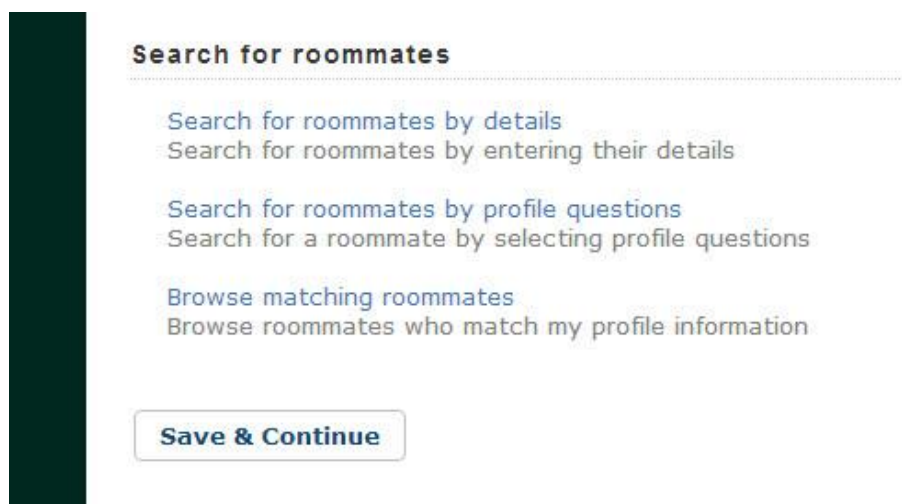 Search for roommates
Search for roommates by details
Search for roommates by entering their details
Search for roommates by profile questions
Search for a roommate by selecting profile questions
Browse matching roommates
Browse roommates who match my profile information
Save & Continue